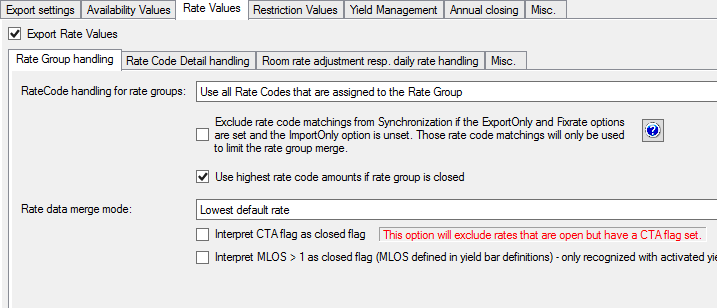 Export settings Availability Values Rate Values Restriction Values Yield Management Annual closing Misc.
Export Rate Values
Rate Group handling Rate Code Detail handling Room rate adjustment resp. daily rate handling Misc.
RateCode handling for rate groups: Use all Rate Codes that are assigned to the Rate Group
Exclude rate code matchings from Synchronization if the ExportOnly and Fixrate options
are set and the ImportOnly option is unset. Those rate code matchings will only be used
to limit the rate group merge.
Use highest rate code amounts if rate group is closed
Rate data merge mode: Lowest default rate
Interpret CTA flag as closed flag This option will exclude rates that are open but have a CTA flag set.
Interpret MLOS > 1 as closed flag (MLOS defined in yield bar definitions) - only recognized with activated